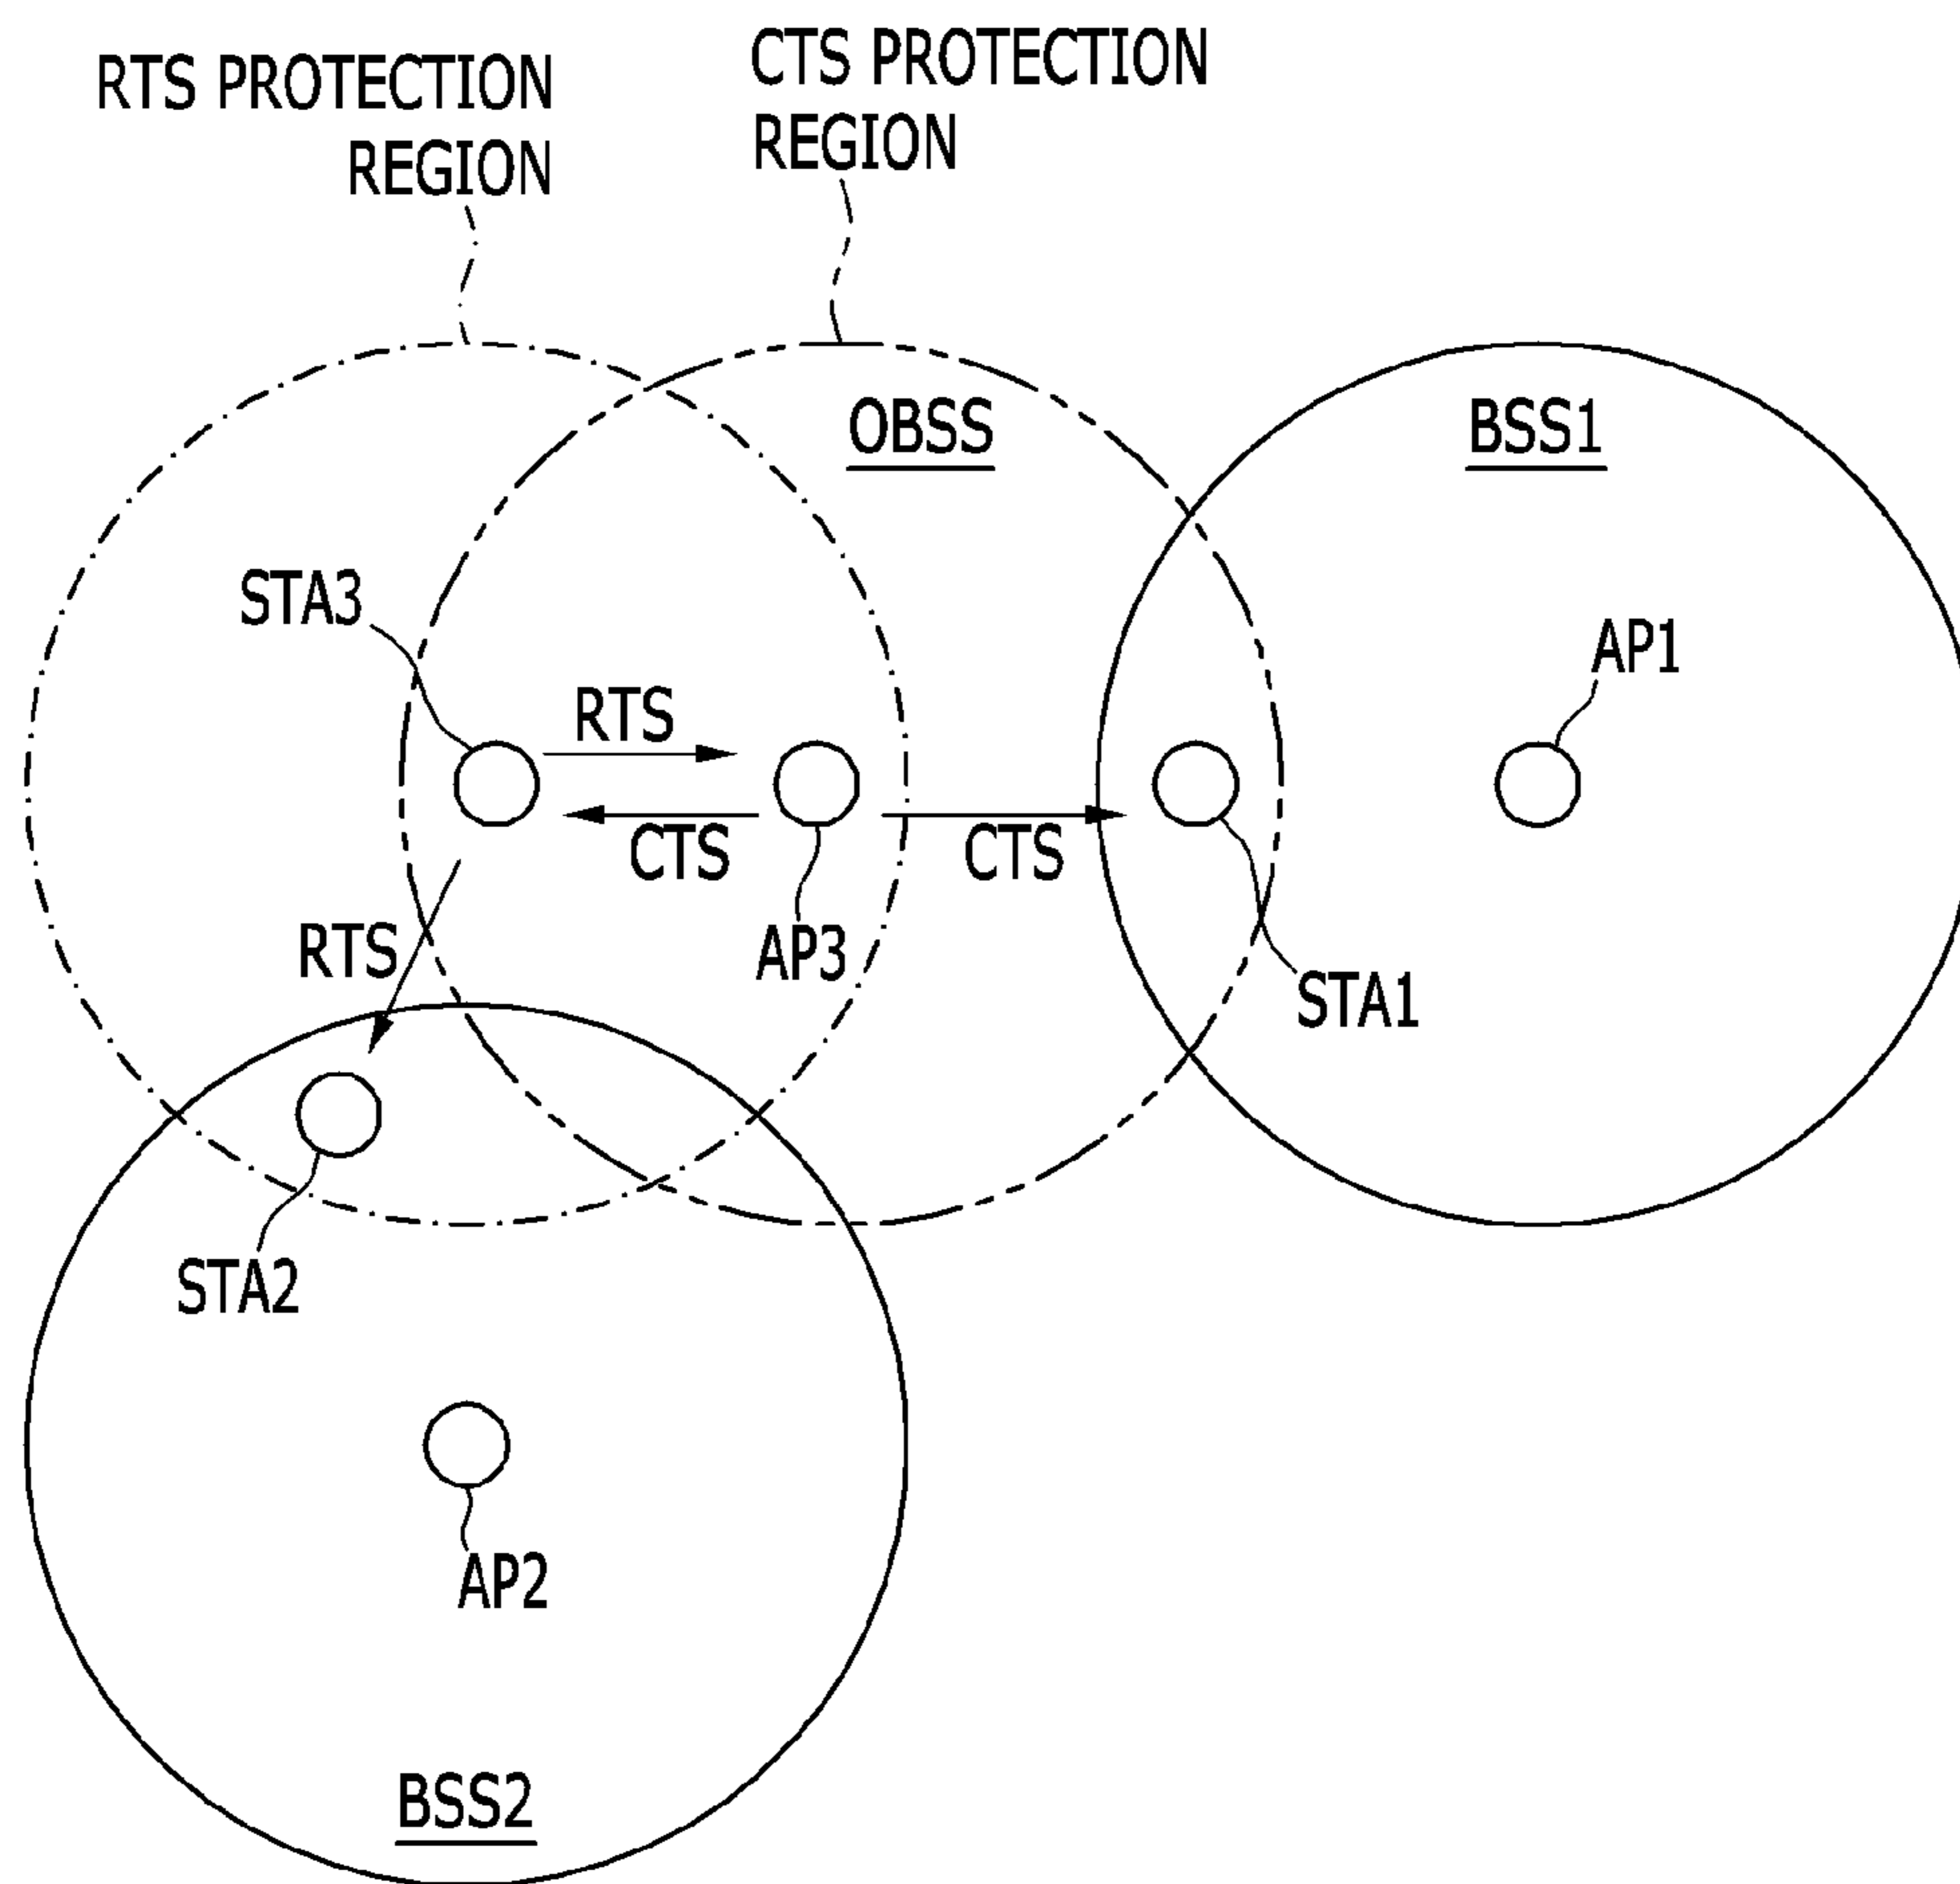 RTS PROTECTION
REGION
CTS PROTECTION
REGION
OBSS
BSS1
STA3
AP1
RTS
CTS
CTS
RTS
AP3
STA1
STA2
AP2
BSS2